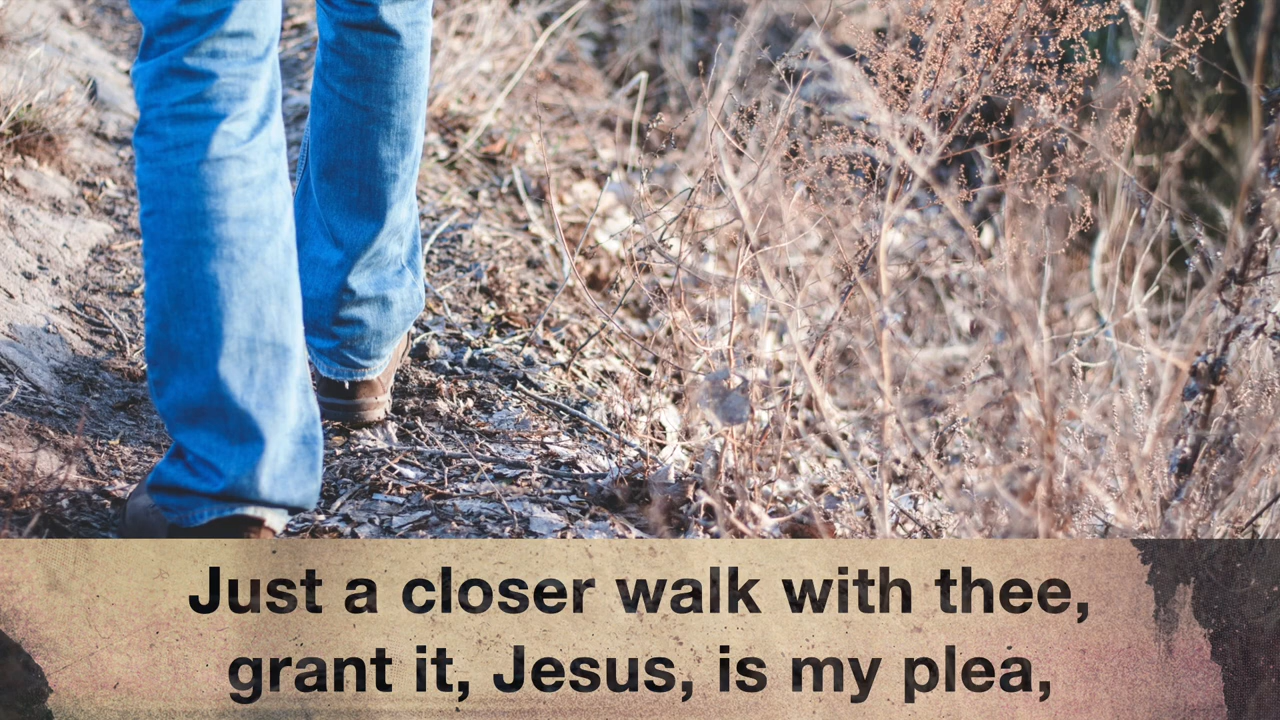 Just a closer walk with thee,
grant it, Jesus, is my plea,